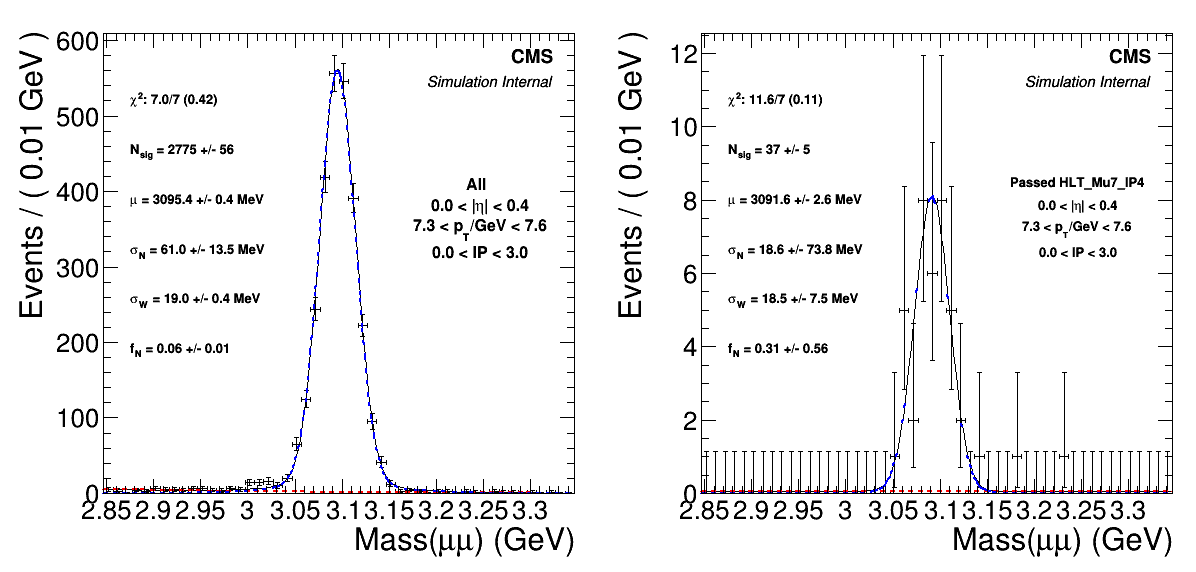 Events / ( 0.01 GeV )
600
500
400
300
200
100
0
CMS
Simulation Internal
χ²: 7.0/7 (0.42)
N_sig = 2775 +/- 56
μ = 3095.4 +/- 0.4 MeV
σ_N = 61.0 +/- 13.5 MeV
σ_W = 19.0 +/- 0.4 MeV
f_N = 0.06 +/- 0.01
All
0.0 < |η| < 0.4
7.3 < p_T/GeV < 7.6
0.0 < IP < 3.0
2.85 2.9 2.95 3 3.05 3.1 3.15 3.2 3.25 3.3
Mass(μμ) (GeV)
Events / ( 0.01 GeV )
12
10
8
6
4
2
0
CMS
Simulation Internal
χ²: 11.6/7 (0.11)
N_sig = 37 +/- 5
μ = 3091.6 +/- 2.6 MeV
σ_N = 18.6 +/- 73.8 MeV
σ_W = 18.5 +/- 7.5 MeV
f_N = 0.31 +/- 0.56
Passed HLT_Mu7_IP4
0.0 < |η| < 0.4
7.3 < p_T/GeV < 7.6
0.0 < IP < 3.0
2.85 2.9 2.95 3 3.05 3.1 3.15 3.2 3.25 3.3
Mass(μμ) (GeV)